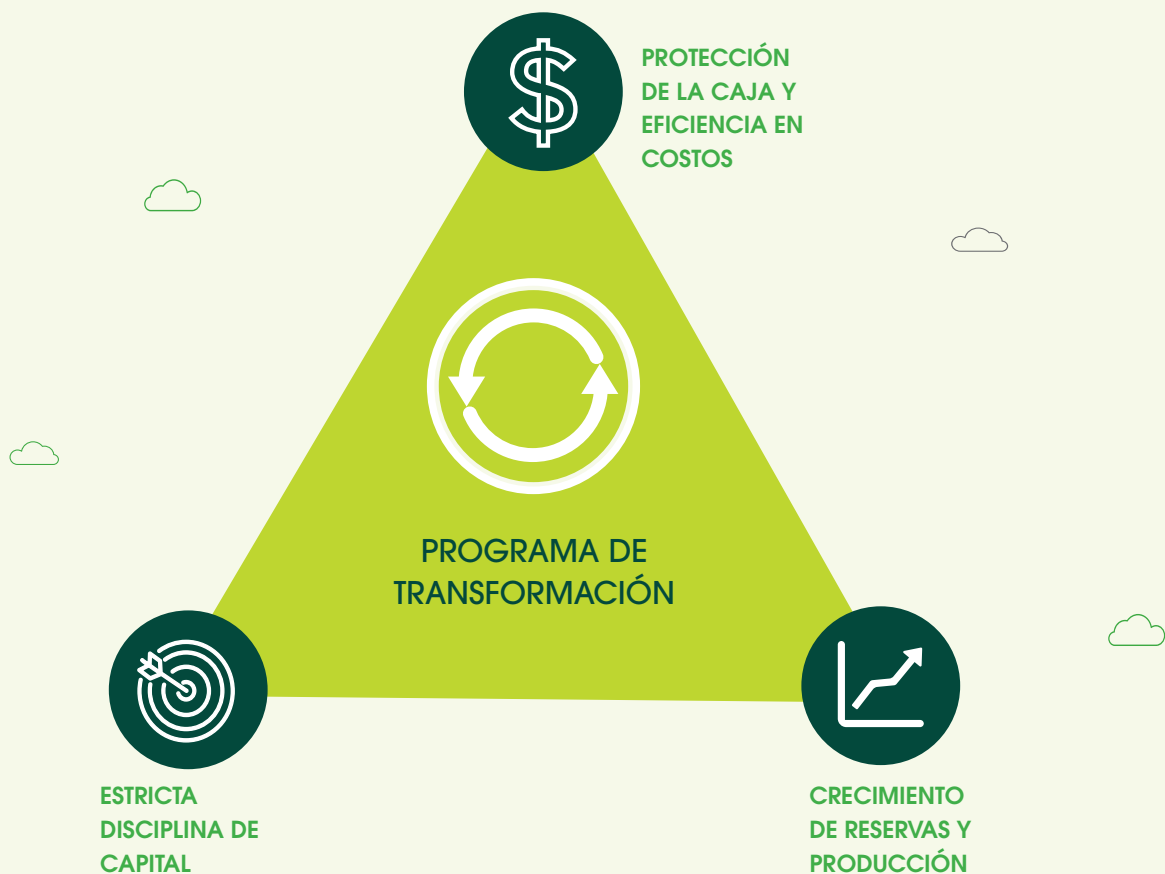 PROTECCIÓN
DE LA CAJA Y
EFICIENCIA EN
COSTOS
PROGRAMA DE
TRANSFORMACIÓN
ESTRICTA
DISCIPLINA DE
CAPITAL
CRECIMIENTO
DE RESERVAS Y
PRODUCCIÓN